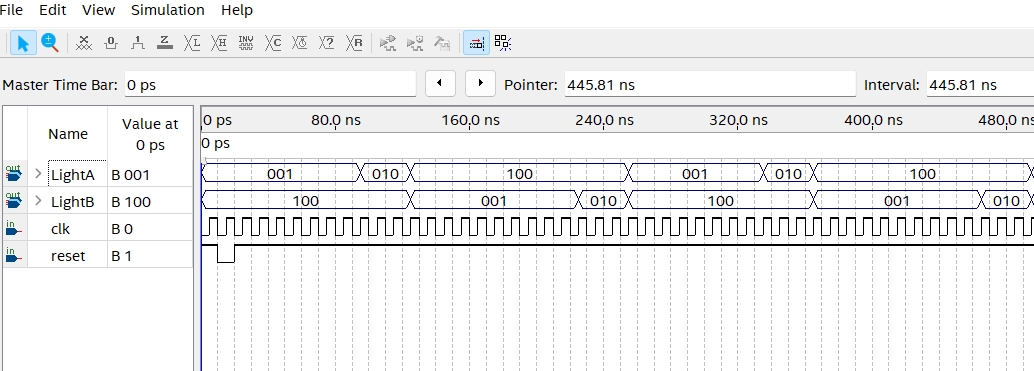 File Edit View Simulation Help
Master Time Bar: 0 ps Pointer: 445.81 ns Interval: 445.81 ns
Name Value at 0 ps
0 ps 80.0 ns 160.0 ns 240.0 ns 320.0 ns 400.0 ns 480.0 ns
0 ps
out > LightA B 001 001 010 100 001 010 100
out > LightB B 100 100 001 010 100 001 010
in clk B 0
in reset B 1